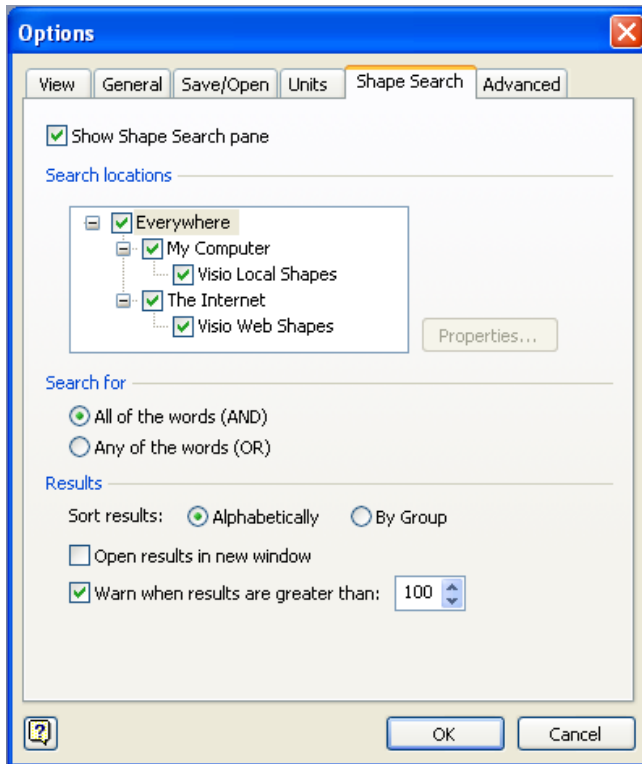 Options
View General Save/Open Units Shape Search Advanced
Show Shape Search pane
Search locations
Everywhere
My Computer
Visio Local Shapes
The Internet
Visio Web Shapes
Properties...
Search for
All of the words (AND)
Any of the words (OR)
Results
Sort results: Alphabetically By Group
Open results in new window
Warn when results are greater than: 100
? OK Cancel